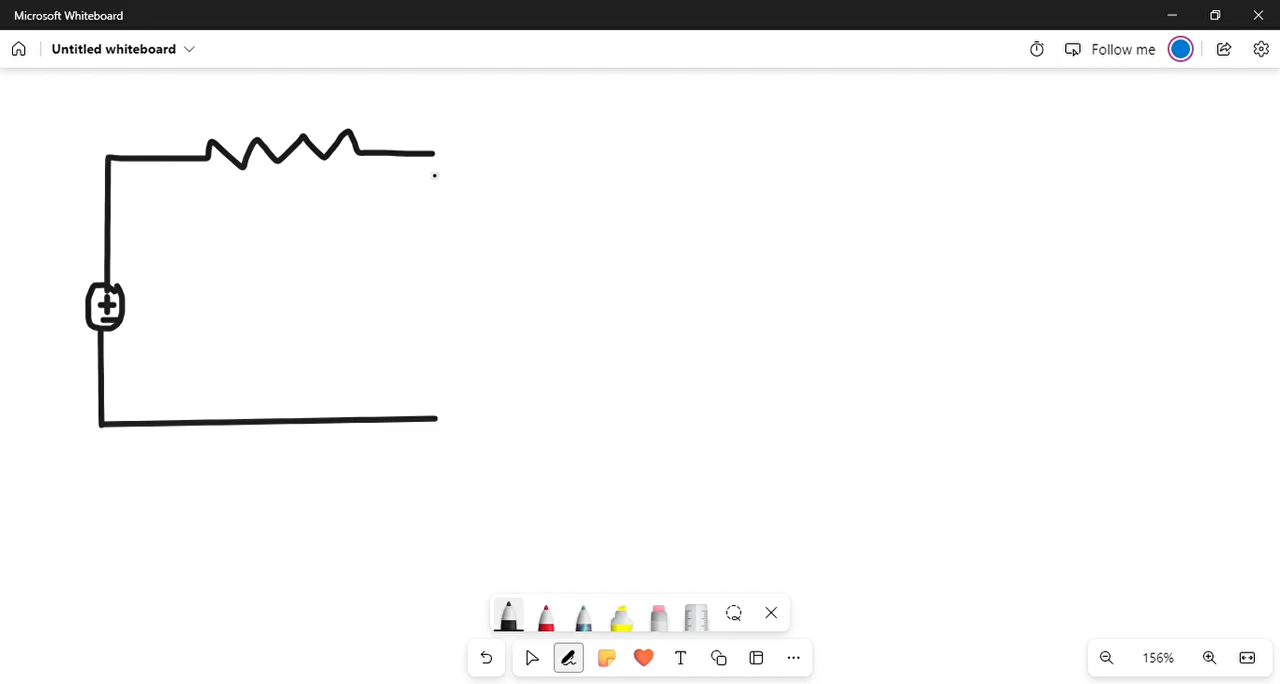 Microsoft Whiteboard
Untitled whiteboard
Follow me
+
−
156%